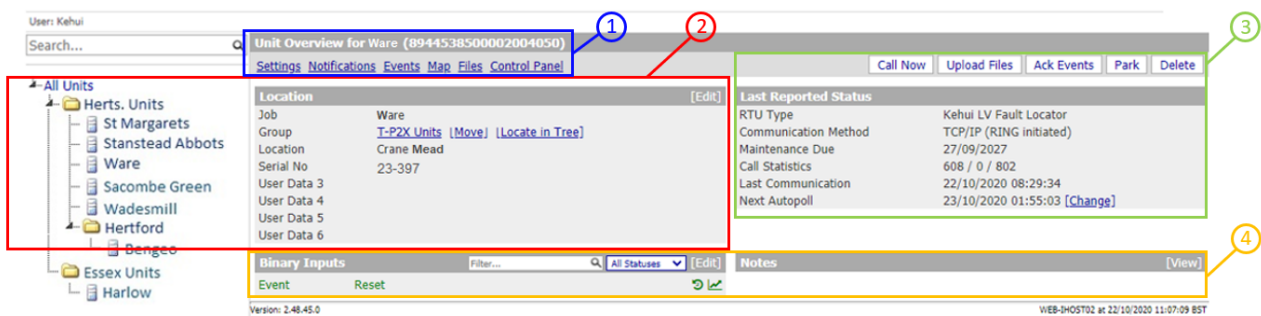 User: Kehui
Search...
All Units
Herts. Units
St Margarets
Stanstead Abbots
Ware
Sacombe Green
Wadesmill
Hertford
Bengeo
Essex Units
Harlow
1
2
3
4
Unit Overview for Ware (8944538500002004050)
Settings Notifications Events Map Files Control Panel
Call Now Upload Files Ack Events Park Delete
Location [Edit]
Job Ware
Group T-P2X Units [Move] [Locate in Tree]
Location Crane Mead
Serial No 23-397
User Data 3
User Data 4
User Data 5
User Data 6
Last Reported Status
RTU Type Kehui LV Fault Locator
Communication Method TCP/IP (RING initiated)
Maintenance Due 27/09/2027
Call Statistics 608 / 0 / 802
Last Communication 22/10/2020 08:29:34
Next Autopoll 23/10/2020 01:55:03 [Change]
Binary Inputs Filter... All Statuses [Edit]
Event Reset
Notes [View]
Version: 2.48.45.0
WEB-IHOST02 at 22/10/2020 11:07:09 BST